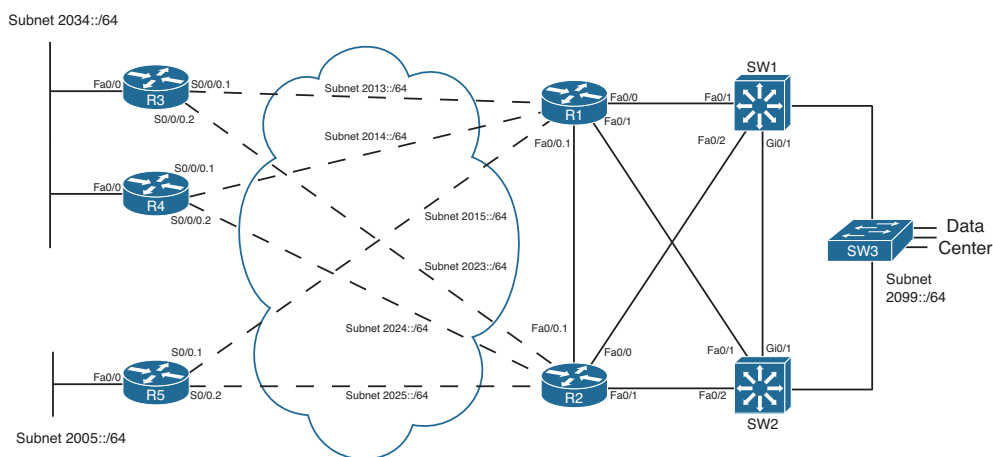 Subnet 2034::/64
Fa0/0
R3
S0/0/0.1
S0/0/0.2
Subnet 2013::/64
R1
Fa0/0
Fa0/1
Fa0/0.1
SW1
Fa0/1
Fa0/2
Gi0/1
Subnet 2014::/64
Fa0/0
R4
S0/0/0.1
S0/0/0.2
Subnet 2015::/64
Subnet 2023::/64
SW3
Data
Center
Subnet
2099::/64
Subnet 2024::/64
Fa0/0
R5
S0/0.1
S0/0.2
Subnet 2025::/64
Fa0/0.1
Fa0/0
R2
Fa0/1
Fa0/1
Gi0/1
Fa0/2
SW2
Subnet 2005::/64